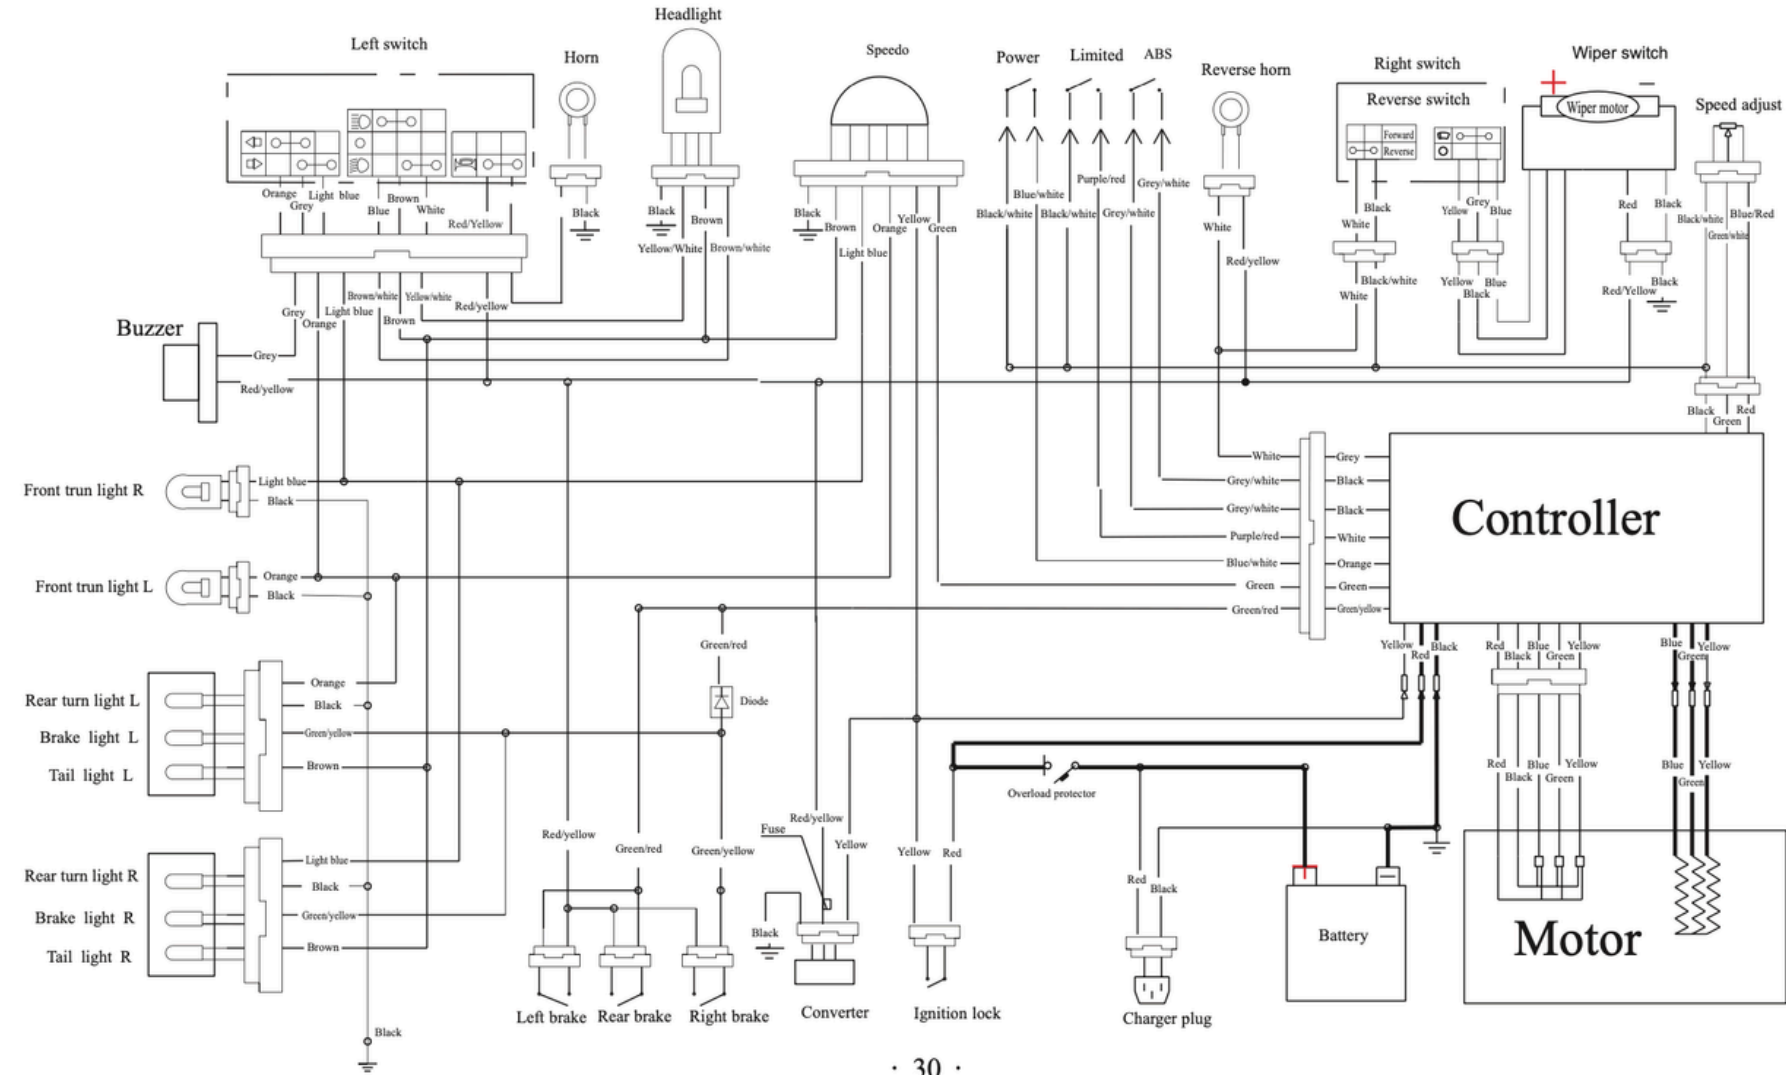 Headlight
Left switch
Horn
Speedo
Power
Limited
ABS
Reverse horn
Right switch
Wiper switch
Reverse switch
+
−
Wiper motor
Speed adjust
Forward
Reverse
Orange
Grey
Light blue
Blue
Brown
White
Red/Yellow
Black
Black
Brown
Yellow/White
Brown/white
Black
Brown
Light blue
Orange
Yellow
Green
Black/white
Blue/white
Black/white
Purple/red
Grey/white
Grey/white
White
Red/yellow
Black
White
Yellow
Grey
Blue
Red
Black
Black/white
Blue/Red
Green/white
White
Black/white
Yellow
Black
Blue
Red/Yellow
Black
Grey
Orange
Light blue
Brown/white
Brown
Yellow/white
Red/yellow
Buzzer
Grey
Red/yellow
Black
Green
Red
Front trun light R
Light blue
Black
Front trun light L
Orange
Black
White
Grey
Grey/white
Black
Grey/white
Black
Purple/red
White
Blue/white
Orange
Green
Green
Green/red
Green/yellow
Controller
Yellow
Red
Black
Red
Black
Blue
Green
Yellow
Blue
Green
Yellow
Rear turn light L
Brake light L
Tail light L
Orange
Black
Green/yellow
Brown
Green/red
Diode
Overload protector
Red
Black
Blue
Green
Yellow
Blue
Green
Yellow
Rear turn light R
Brake light R
Tail light R
Light blue
Black
Green/yellow
Brown
Red/yellow
Green/red
Green/yellow
Fuse
Red/yellow
Yellow
Black
Yellow
Red
Red
Black
+
−
Battery
Motor
Left brake
Rear brake
Right brake
Converter
Ignition lock
Charger plug
Black
· 30 ·